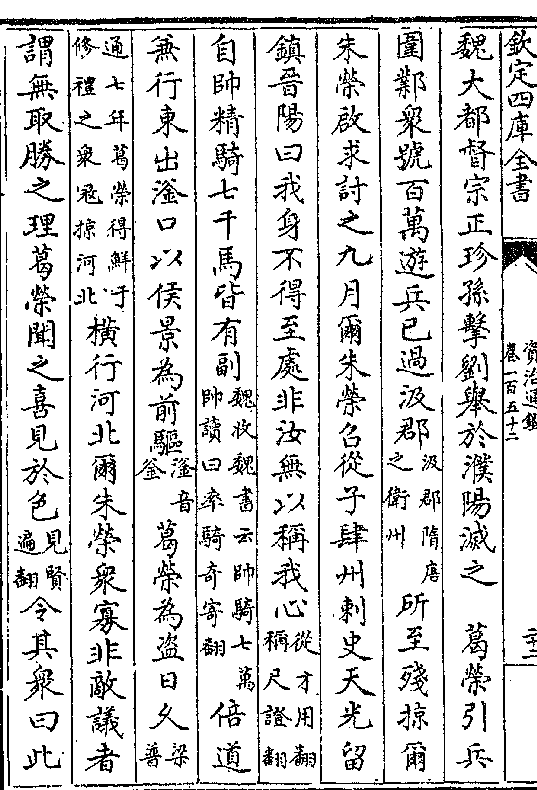 欽定四庫全書
資治通鑑
卷一百五十二
二十二
魏大都督宗正珍孫擊劉舉於濮陽滅之　葛榮引兵
圍鄴衆號百萬遊兵已過汲郡汲郡隋唐之衛州所至殘掠爾
朱榮啟求討之九月爾朱榮召從子肆州刺史天光留
鎮晉陽曰我身不得至處非汝無以稱我心從才用翻稱尺證翻
自帥精騎七千馬皆有副魏收魏書云帥騎七萬帥讀曰率騎奇寄翻倍道
兼行東出滏口以侯景為前驅滏音釡葛榮為盜日久梁普
通七年葛榮得鮮于修禮之衆寇掠河北橫行河北爾朱榮衆寡非敵議者
謂無取勝之理葛榮聞之喜見於色見賢遍翻令其衆曰此